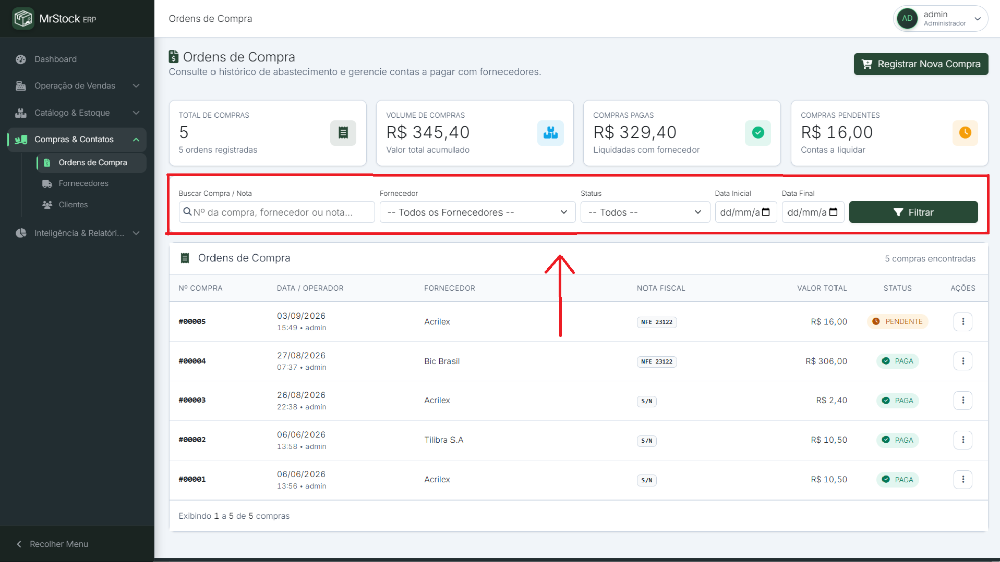 MrStock ERP
Ordens de Compra
AD
admin
Administrador
Dashboard
Operação de Vendas
Catálogo & Estoque
Compras & Contatos
Ordens de Compra
Fornecedores
Clientes
Inteligência & Relatóri...
Recolher Menu
Ordens de Compra
Consulte o histórico de abastecimento e gerencie contas a pagar com fornecedores.
Registrar Nova Compra
TOTAL DE COMPRAS
5
5 ordens registradas
VOLUME DE COMPRAS
R$ 345,40
Valor total acumulado
COMPRAS PAGAS
R$ 329,40
Liquidadas com fornecedor
COMPRAS PENDENTES
R$ 16,00
Contas a liquidar
Buscar Compra / Nota
Nº da compra, fornecedor ou nota...
Fornecedor
-- Todos os Fornecedores --
Status
-- Todos --
Data Inicial
dd/mm/a
Data Final
dd/mm/a
Filtrar
Ordens de Compra
5 compras encontradas
Nº COMPRA DATA / OPERADOR FORNECEDOR NOTA FISCAL VALOR TOTAL STATUS AÇÕES
#00005 03/09/2026 Acrilex NFE 23122 R$ 16,00 PENDENTE
15:49 • admin
#00004 27/08/2026 Bic Brasil NFE 23122 R$ 306,00 PAGA
07:37 • admin
#00003 26/08/2026 Acrilex S/N R$ 2,40 PAGA
22:38 • admin
#00002 06/06/2026 Tilibra S.A S/N R$ 10,50 PAGA
13:58 • admin
#00001 06/06/2026 Acrilex S/N R$ 10,50 PAGA
13:56 • admin
Exibindo 1 a 5 de 5 compras